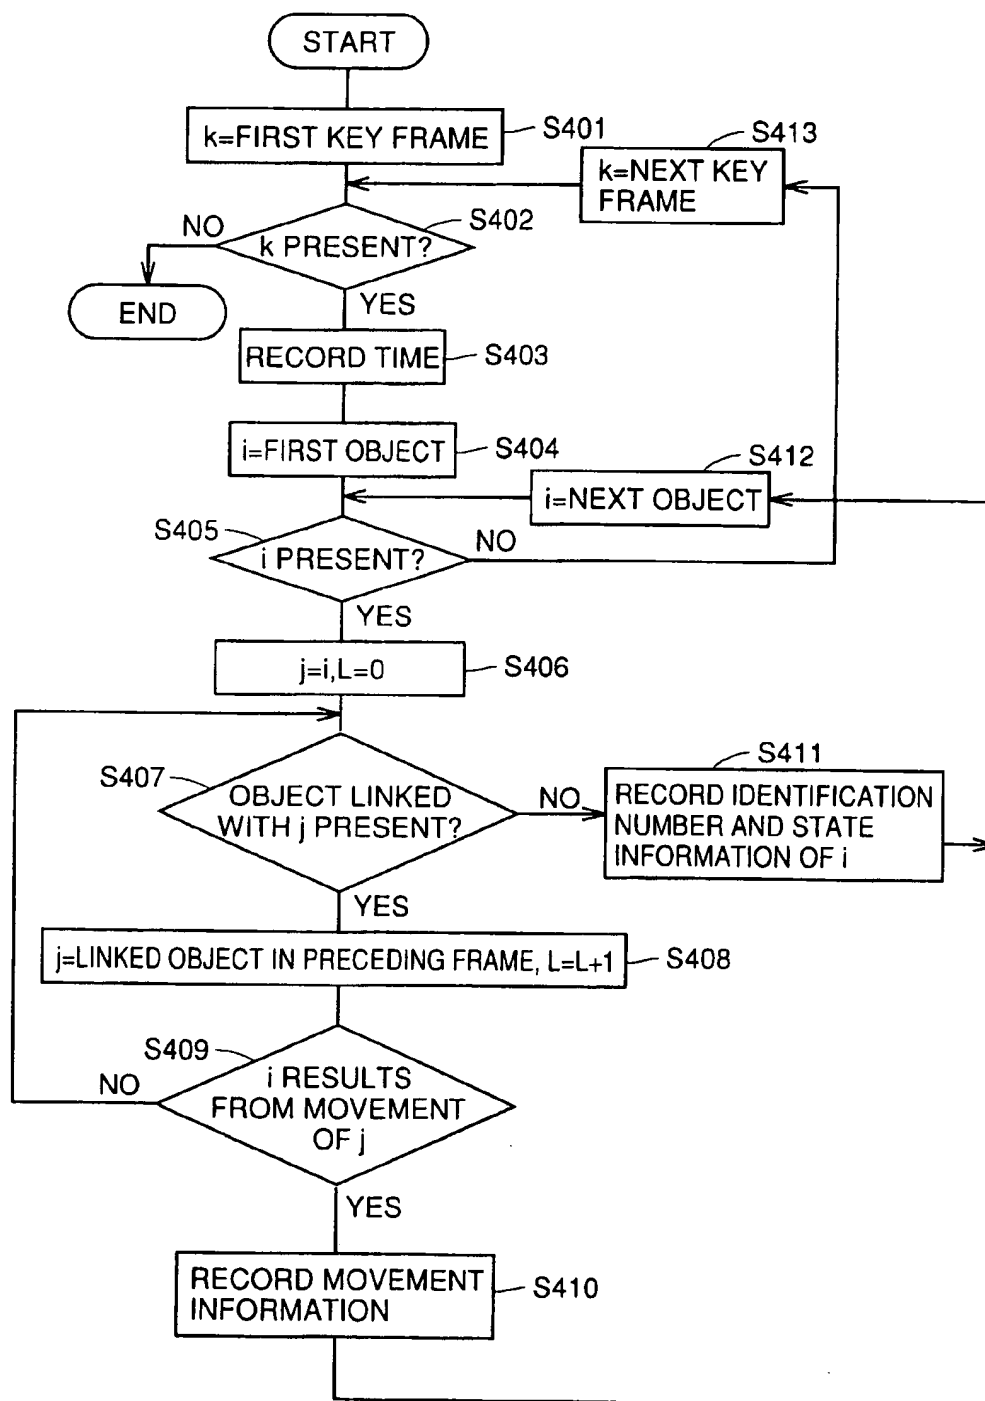 START
k=FIRST KEY FRAME
S401
S413
k=NEXT KEY
FRAME
S402
NO
k PRESENT?
YES
END
RECORD TIME
S403
i=FIRST OBJECT
S404
S412
i=NEXT OBJECT
S405
i PRESENT?
NO
YES
j=i,L=0
S406
S407
OBJECT LINKED
WITH j PRESENT?
NO
S411
RECORD IDENTIFICATION
NUMBER AND STATE
INFORMATION OF i
YES
j=LINKED OBJECT IN PRECEDING FRAME, L=L+1
S408
S409
NO
i RESULTS
FROM MOVEMENT
OF j
YES
RECORD MOVEMENT
INFORMATION
S410